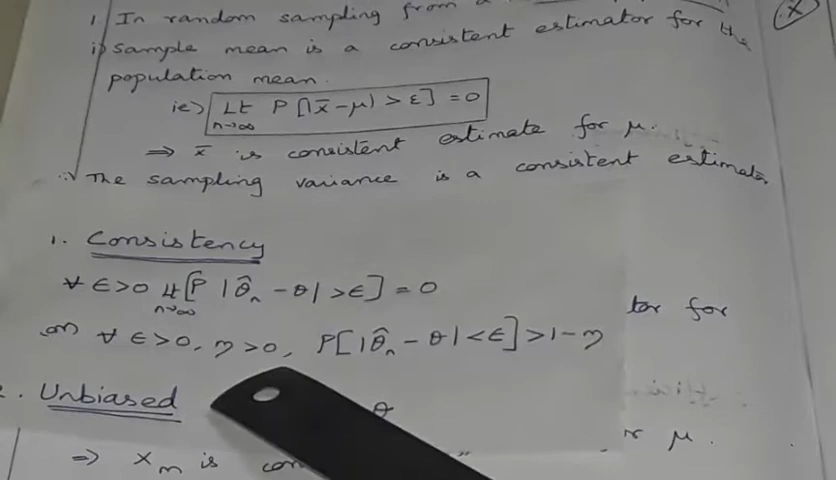 1. In random sampling from a
i) Sample mean is a consistent estimator for the
population mean.
ie) Lt n→∞ P[|x̄-μ) > ε] = 0
⇒ x̄ is consistent estimate for μ.
∴ The sampling variance is a consistent estimator
1. Consistency
∀ ε>0 Lt n→∞ [P |θ̂n - θ| > ε] = 0
tor for
(or) ∀ ε>0, η>0, P[|θ̂n - θ| < ε] > 1-η
2. Unbiased
θ
μ.
⇒ xm is con